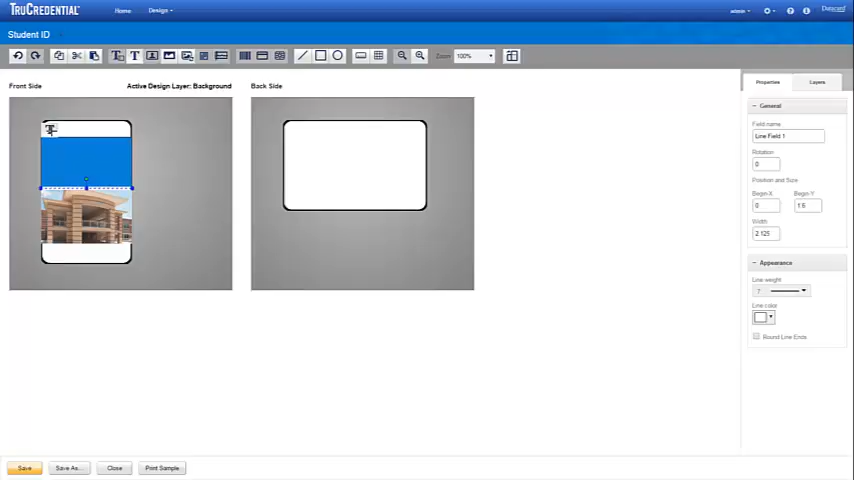 TRUCREDENTIAL
Home
Design
admin
Datacard
Student ID
Zoom
100%
Front Side
Active Design Layer: Background
Back Side
Properties
Layers
General
Field name
Line Field 1
Rotation
0
Position and Size
Begin-X
Begin-Y
0
1.6
Width
2.125
Appearance
Line weight
7
Line color
Round Line Ends
Save
Save As...
Close
Print Sample